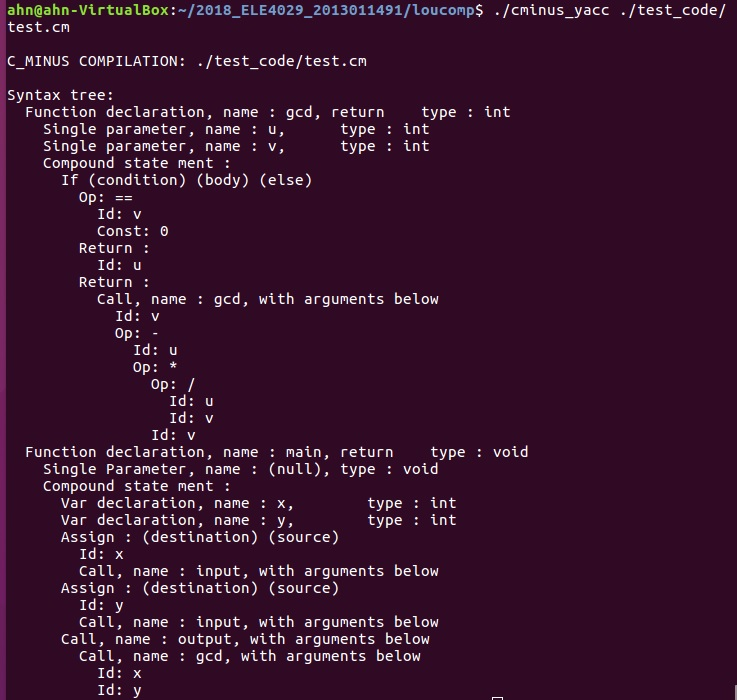 ahn@ahn-VirtualBox:~/2018_ELE4029_2013011491/loucomp$ ./cminus_yacc ./test_code/
test.cm
C_MINUS COMPILATION: ./test_code/test.cm
Syntax tree:
  Function declaration, name : gcd, return    type : int
    Single parameter, name : u,      type : int
    Single parameter, name : v,      type : int
    Compound state ment :
      If (condition) (body) (else)
        Op: ==
          Id: v
          Const: 0
        Return :
          Id: u
        Return :
          Call, name : gcd, with arguments below
            Id: v
            Op: -
              Id: u
              Op: *
                Op: /
                  Id: u
                  Id: v
                Id: v
  Function declaration, name : main, return    type : void
    Single Parameter, name : (null), type : void
    Compound state ment :
      Var declaration, name : x,        type : int
      Var declaration, name : y,        type : int
      Assign : (destination) (source)
        Id: x
        Call, name : input, with arguments below
      Assign : (destination) (source)
        Id: y
        Call, name : input, with arguments below
      Call, name : output, with arguments below
        Call, name : gcd, with arguments below
          Id: x
          Id: y